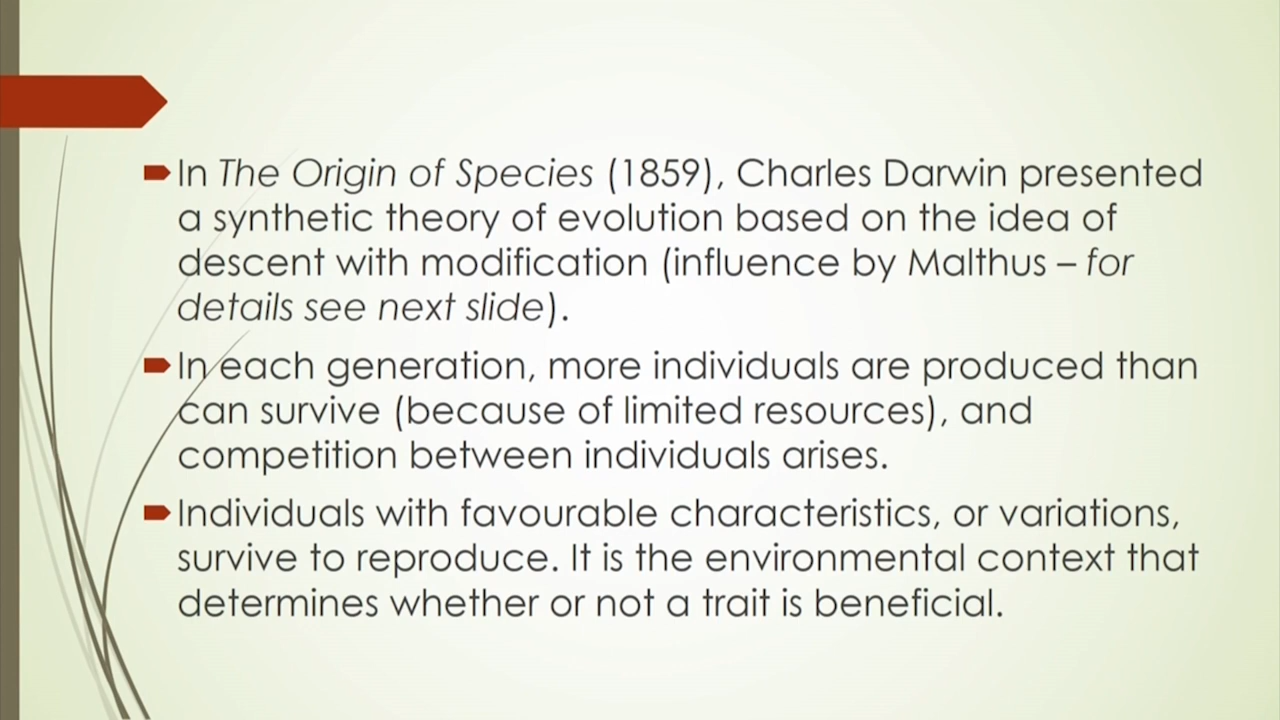 In The Origin of Species (1859), Charles Darwin presented
a synthetic theory of evolution based on the idea of
descent with modification (influence by Malthus – for
details see next slide).
In each generation, more individuals are produced than
can survive (because of limited resources), and
competition between individuals arises.
Individuals with favourable characteristics, or variations,
survive to reproduce. It is the environmental context that
determines whether or not a trait is beneficial.